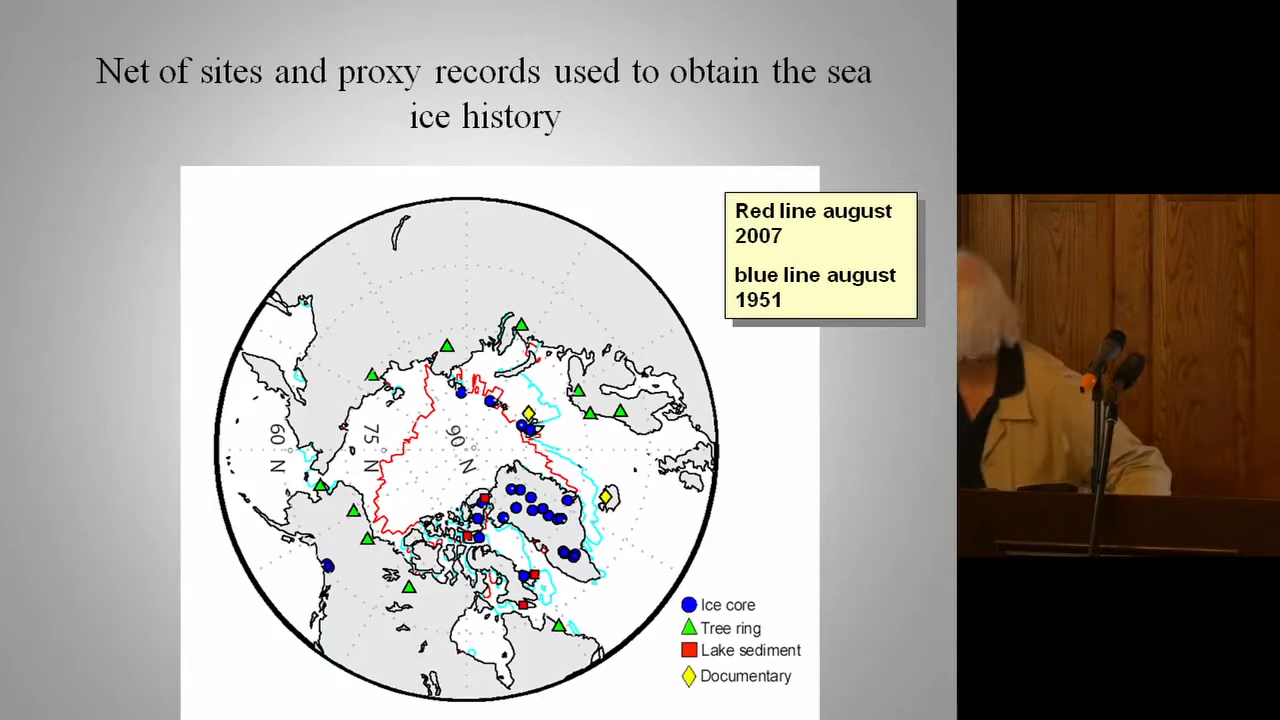 Net of sites and proxy records used to obtain the sea
ice history
Red line august
2007
blue line august
1951
60° N
75° N
90° N
Ice core
Tree ring
Lake sediment
Documentary